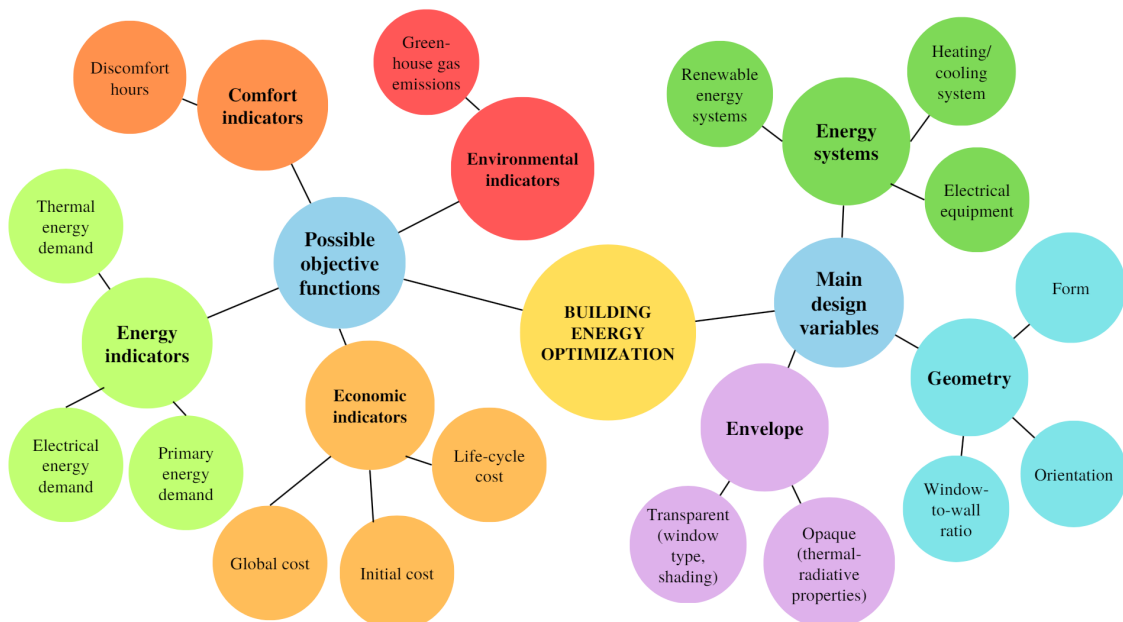 Discomfort
hours
Comfort
indicators
Green-
house gas
emissions
Environmental
indicators
Thermal
energy
demand
Possible
objective
functions
Energy
indicators
Electrical
energy
demand
Primary
energy
demand
Economic
indicators
Life-cycle
cost
Global cost
Initial cost
BUILDING
ENERGY
OPTIMIZATION
Renewable
energy
systems
Heating/
cooling
system
Energy
systems
Electrical
equipment
Main
design
variables
Form
Geometry
Orientation
Window-
to-wall
ratio
Envelope
Transparent
(window
type,
shading)
Opaque
(thermal-
radiative
properties)